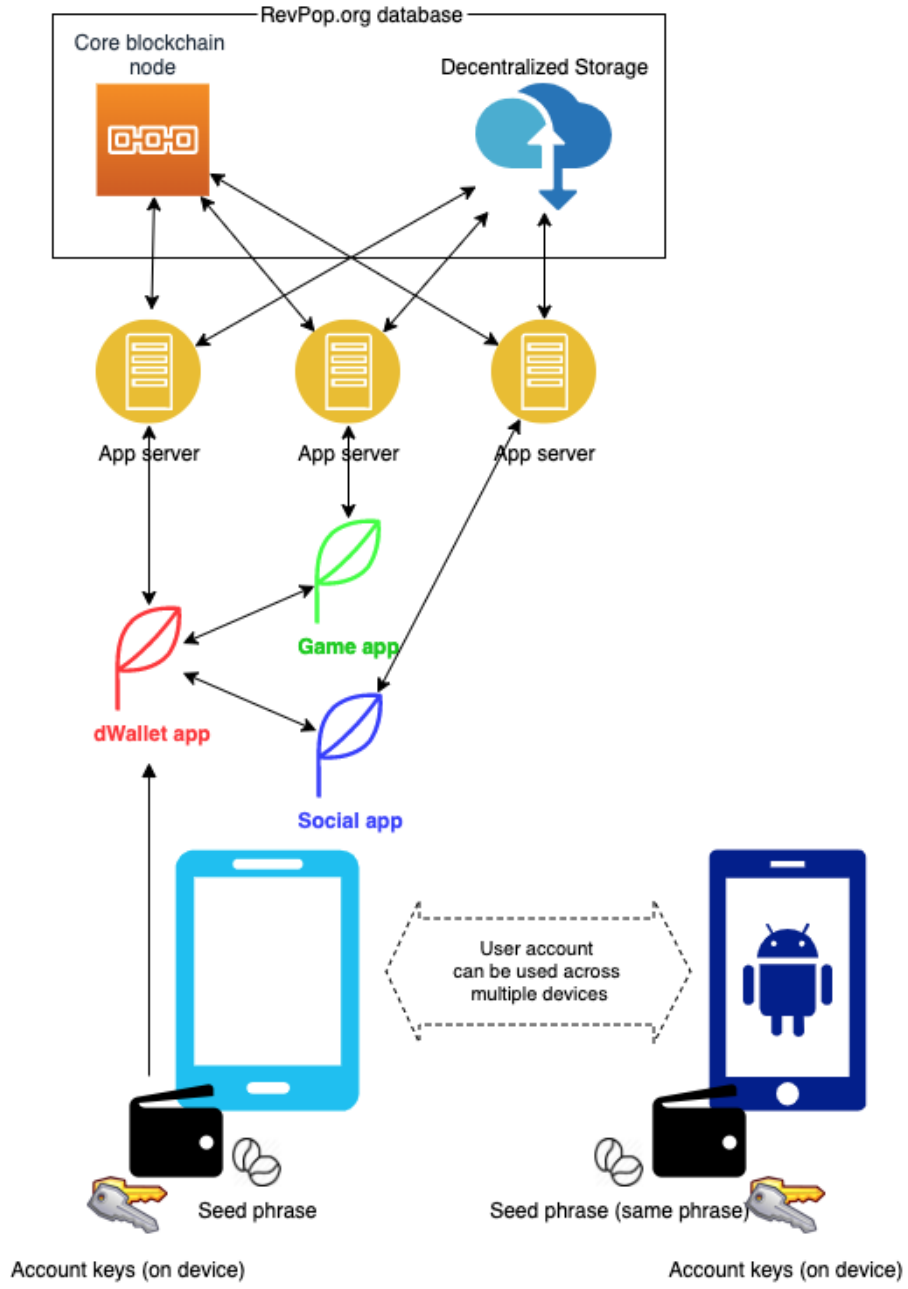 RevPop.org database
Core blockchain
node
Decentralized Storage
App server
App server
App server
Game app
dWallet app
Social app
User account
can be used across
multiple devices
Seed phrase
Seed phrase (same phrase)
Account keys (on device)
Account keys (on device)